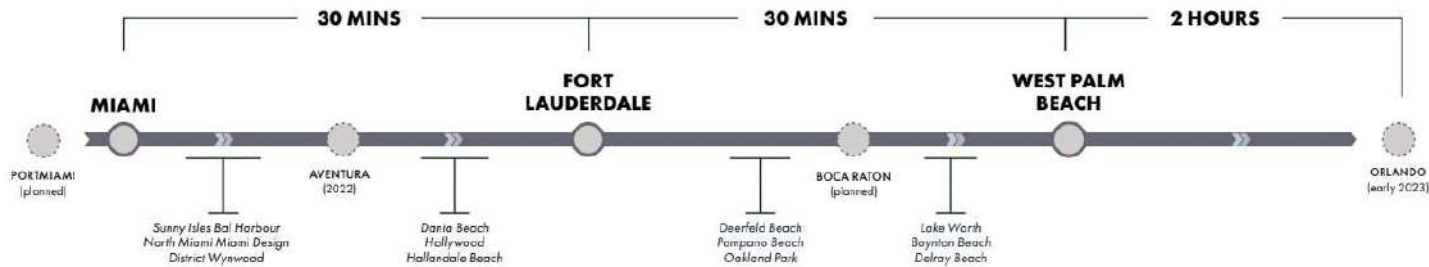 30 MINS
30 MINS
2 HOURS
MIAMI
FORT
LAUDERDALE
WEST PALM
BEACH
PORTMIAMI
(planned)
AVENTURA
(2022)
BOCA RATON
(planned)
ORLANDO
(early 2023)
Sunny Isles Bal Harbour
North Miami Miami Design
District Wynwood
Dania Beach
Hollywood
Hallandale Beach
Deerfeld Beach
Pompano Beach
Oakland Park
Lake Worth
Boynton Beach
Delray Beach